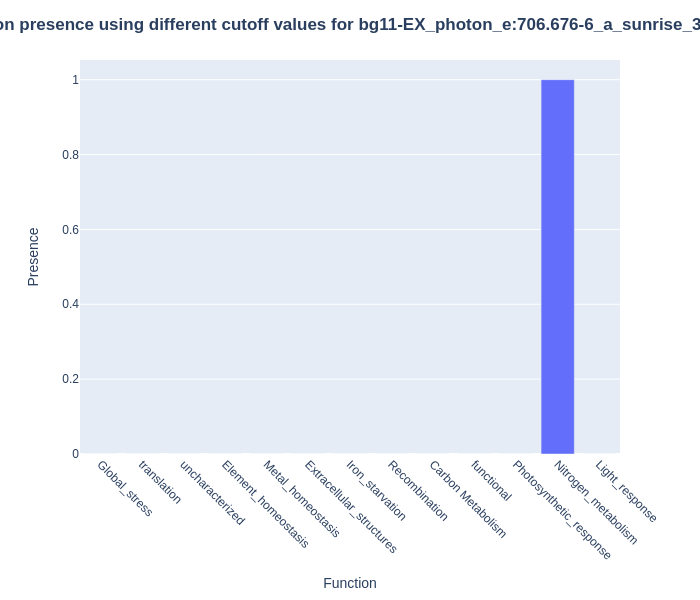 on presence using different cutoff values for bg11-EX_photon_e:706.676-6_a_sunrise_3
1
0.8
0.6
0.4
0.2
0
Presence
Global_stress
translation
uncharacterized
Element_homeostasis
Metal_homeostasis
Extracellular_structures
Iron_starvation
Recombination
Carbon Metabolism
functional
Photosynthetic_response
Nitrogen_metabolism
Light_response
Function